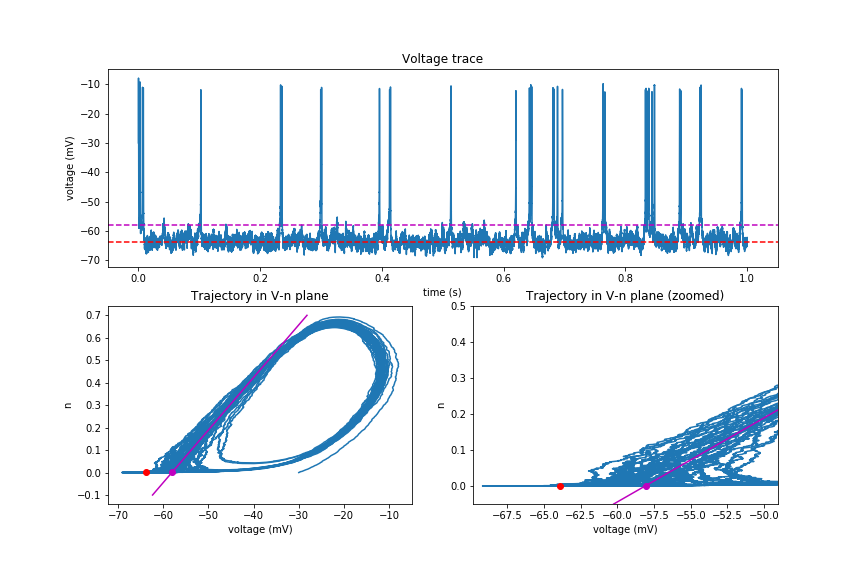 Voltage trace
−10
−20
−30
−40
−50
−60
−70
voltage (mV)
0.0 0.2 0.4 0.6 0.8 1.0
time (s)
Trajectory in V-n plane
0.7
0.6
0.5
0.4
0.3
0.2
0.1
0.0
−0.1
n
−70 −60 −50 −40 −30 −20 −10
voltage (mV)
Trajectory in V-n plane (zoomed)
0.5
0.4
0.3
0.2
0.1
0.0
n
−67.5 −65.0 −62.5 −60.0 −57.5 −55.0 −52.5 −50.0
voltage (mV)